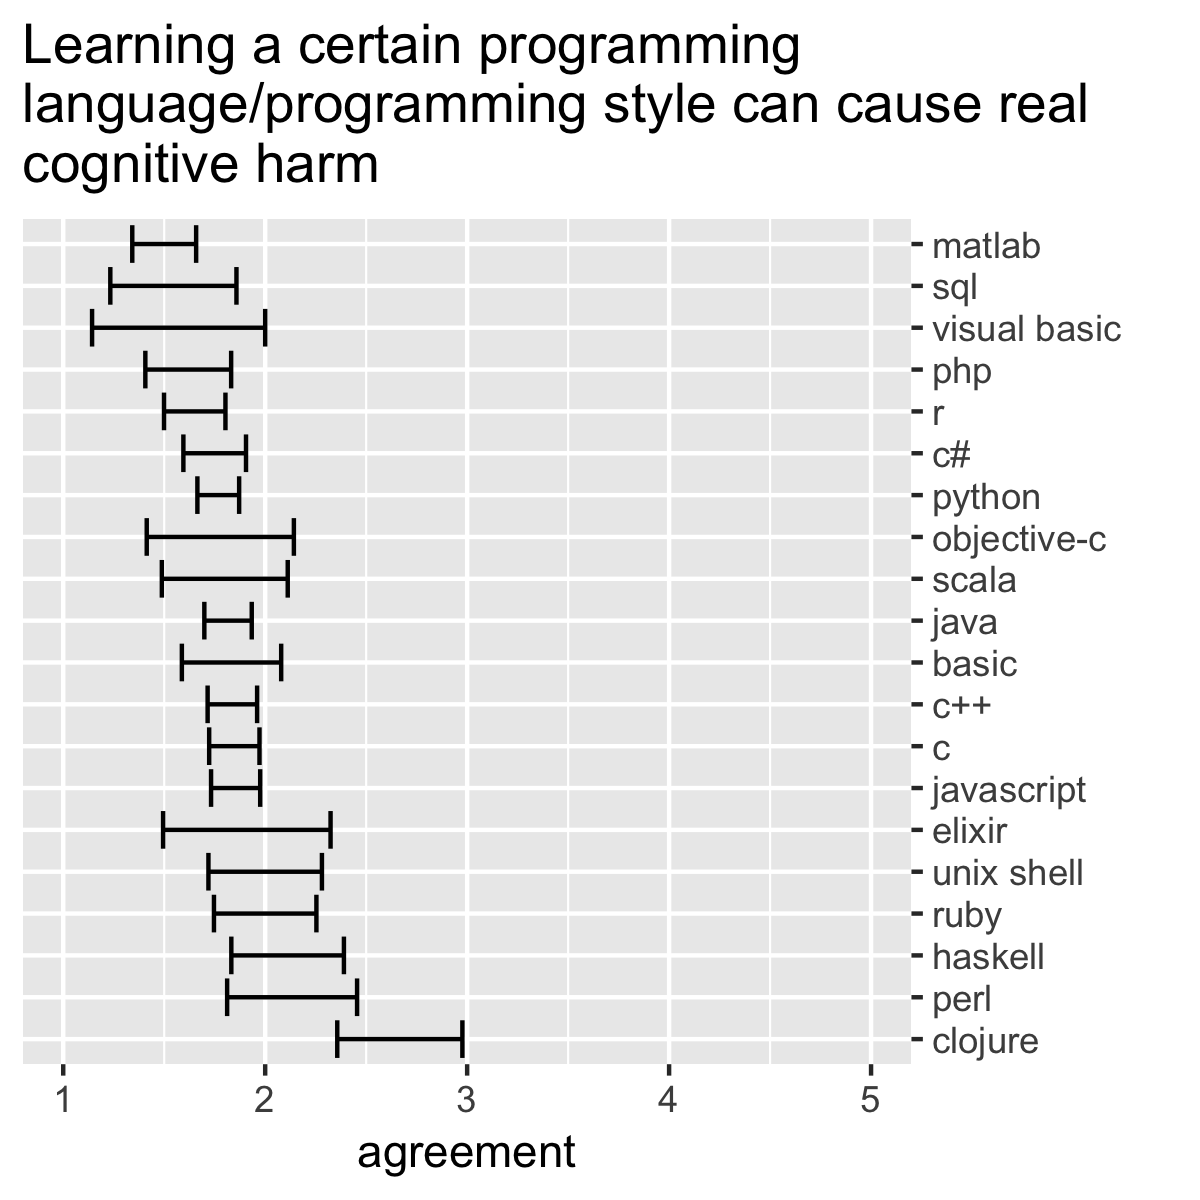 Learning a certain programming
language/programming style can cause real
cognitive harm
matlab
sql
visual basic
php
r
c#
python
objective-c
scala
java
basic
c++
c
javascript
elixir
unix shell
ruby
haskell
perl
clojure
1 2 3 4 5
agreement